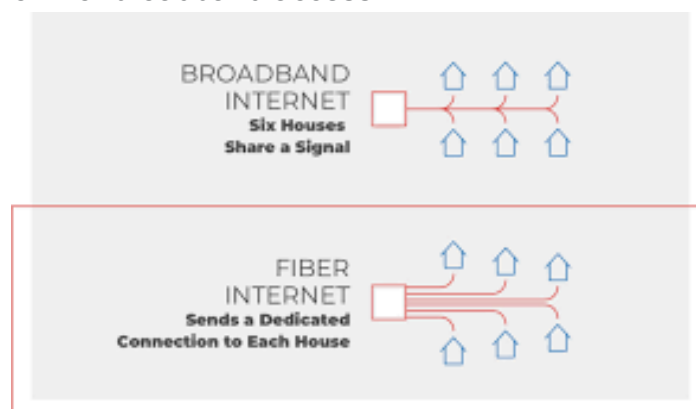 BROADBAND
INTERNET
Six Houses
Share a Signal
FIBER
INTERNET
Sends a Dedicated
Connection to Each House